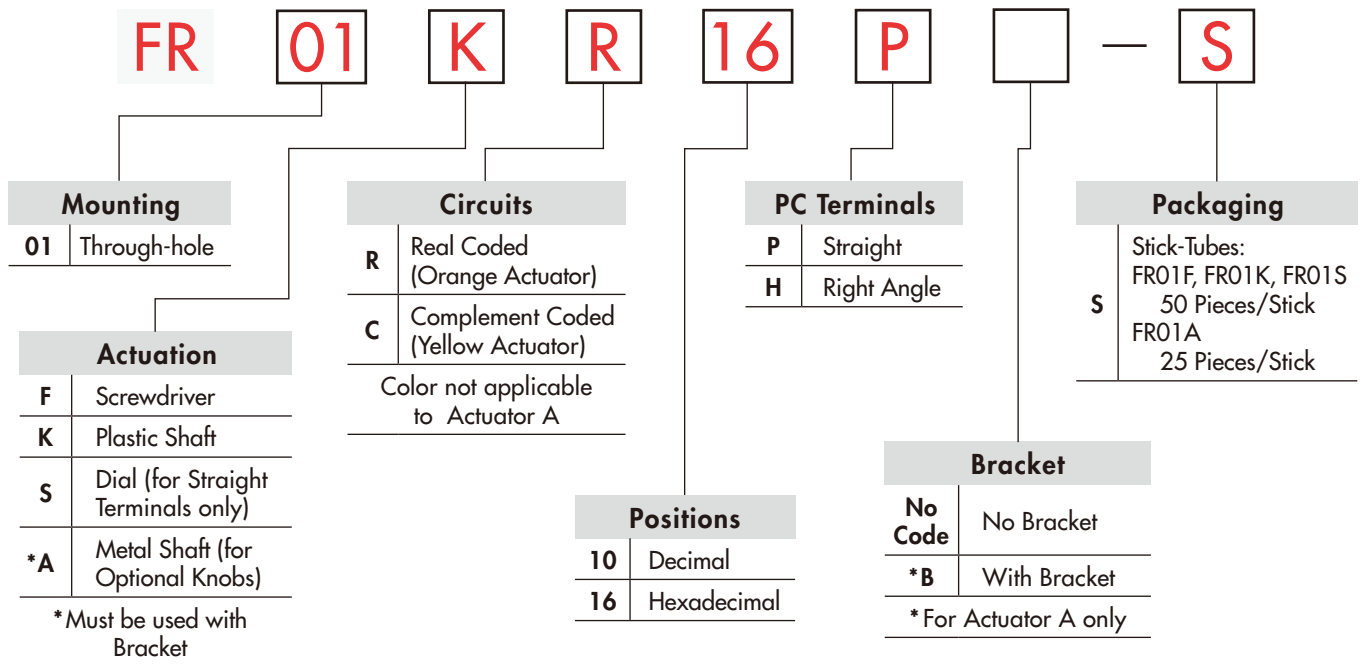 FR 01 K R 16 P — S
Mounting
01 Through-hole
Actuation
F Screwdriver
K Plastic Shaft
S Dial (for Straight
Terminals only)
*A Metal Shaft (for
Optional Knobs)
*Must be used with
Bracket
Circuits
R Real Coded
(Orange Actuator)
C Complement Coded
(Yellow Actuator)
Color not applicable
to Actuator A
Positions
10 Decimal
16 Hexadecimal
PC Terminals
P Straight
H Right Angle
Bracket
No
Code No Bracket
*B With Bracket
*For Actuator A only
Packaging
Stick-Tubes:
FR01F, FR01K, FR01S
S 50 Pieces/Stick
FR01A
25 Pieces/Stick